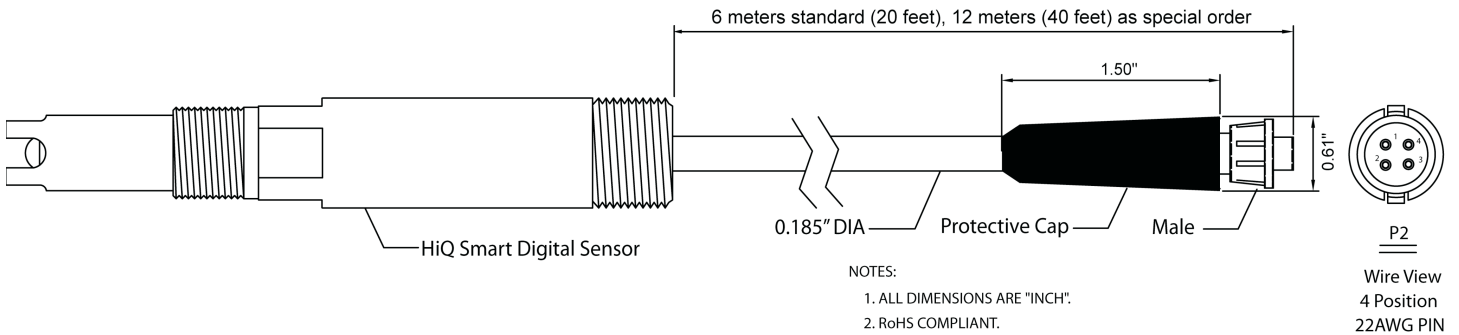 6 meters standard (20 feet), 12 meters (40 feet) as special order
1.50"
0.61"
1
4
2
3
HiQ Smart Digital Sensor
0.185" DIA
Protective Cap
Male
P2
NOTES:
1. ALL DIMENSIONS ARE "INCH".
2. RoHS COMPLIANT.
Wire View
4 Position
22AWG PIN